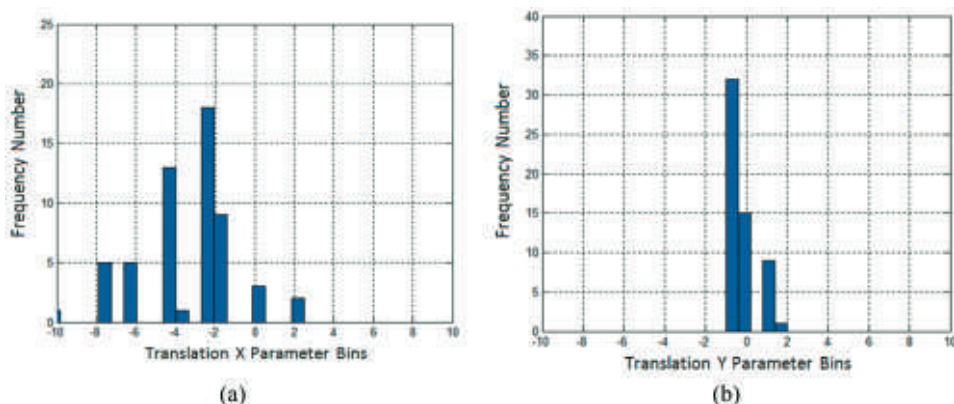 25
20
15
10
5
0
Frequency Number
-10 -8 -6 -4 -2 0 2 4 6 8 10
Translation X Parameter Bins
(a)
40
35
30
25
20
15
10
5
0
Frequency Number
-10 -8 -6 -4 -2 0 2 4 6 8 10
Translation Y Parameter Bins
(b)